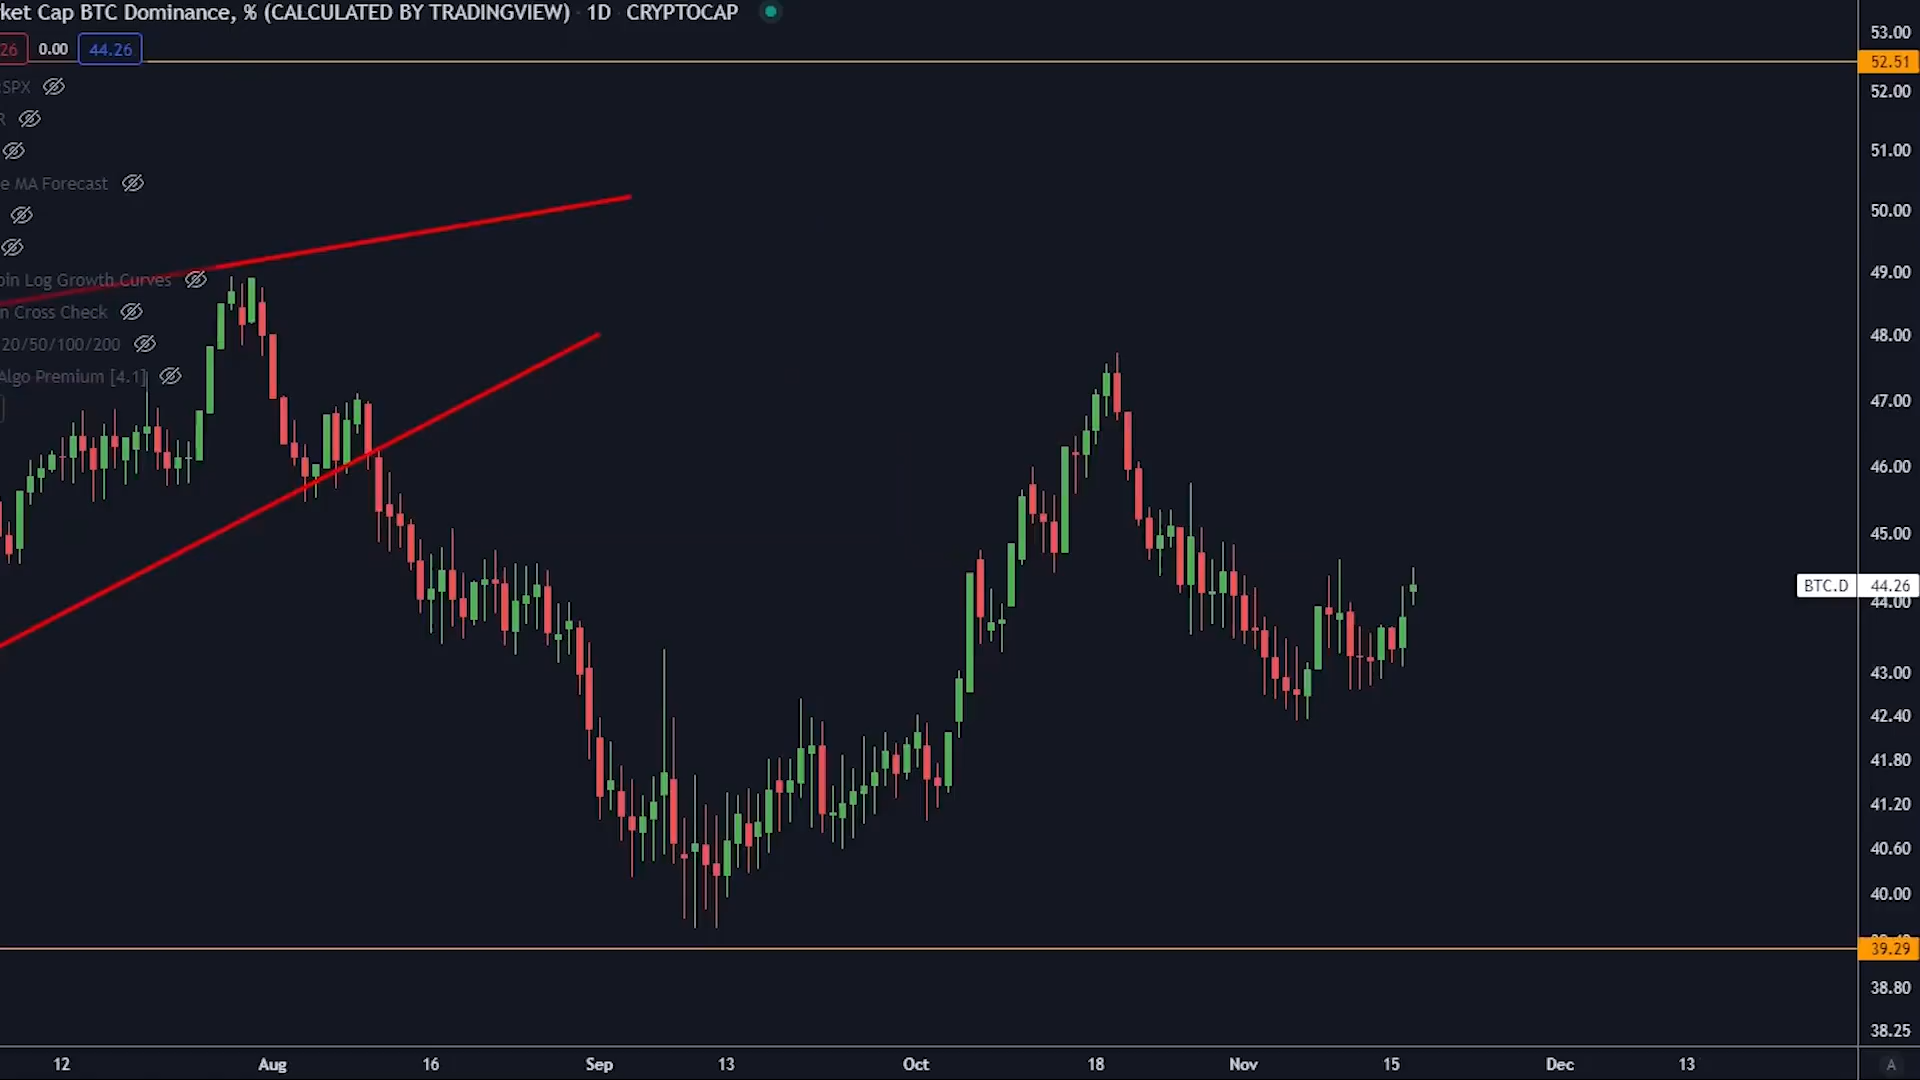 rket Cap BTC Dominance, % (CALCULATED BY TRADINGVIEW) · 1D · CRYPTOCAP
26 0.00 44.26
:SPX
R
e MA Forecast
oin Log Growth Curves
n Cross Check
20/50/100/200
Algo Premium [4.1]
53.00
52.51
52.00
51.00
50.00
49.00
48.00
47.00
46.00
45.00
BTC.D 44.26
44.00
43.00
42.40
41.80
41.20
40.60
40.00
39.29
38.80
38.25
12 Aug 16 Sep 13 Oct 18 Nov 15 Dec 13 A